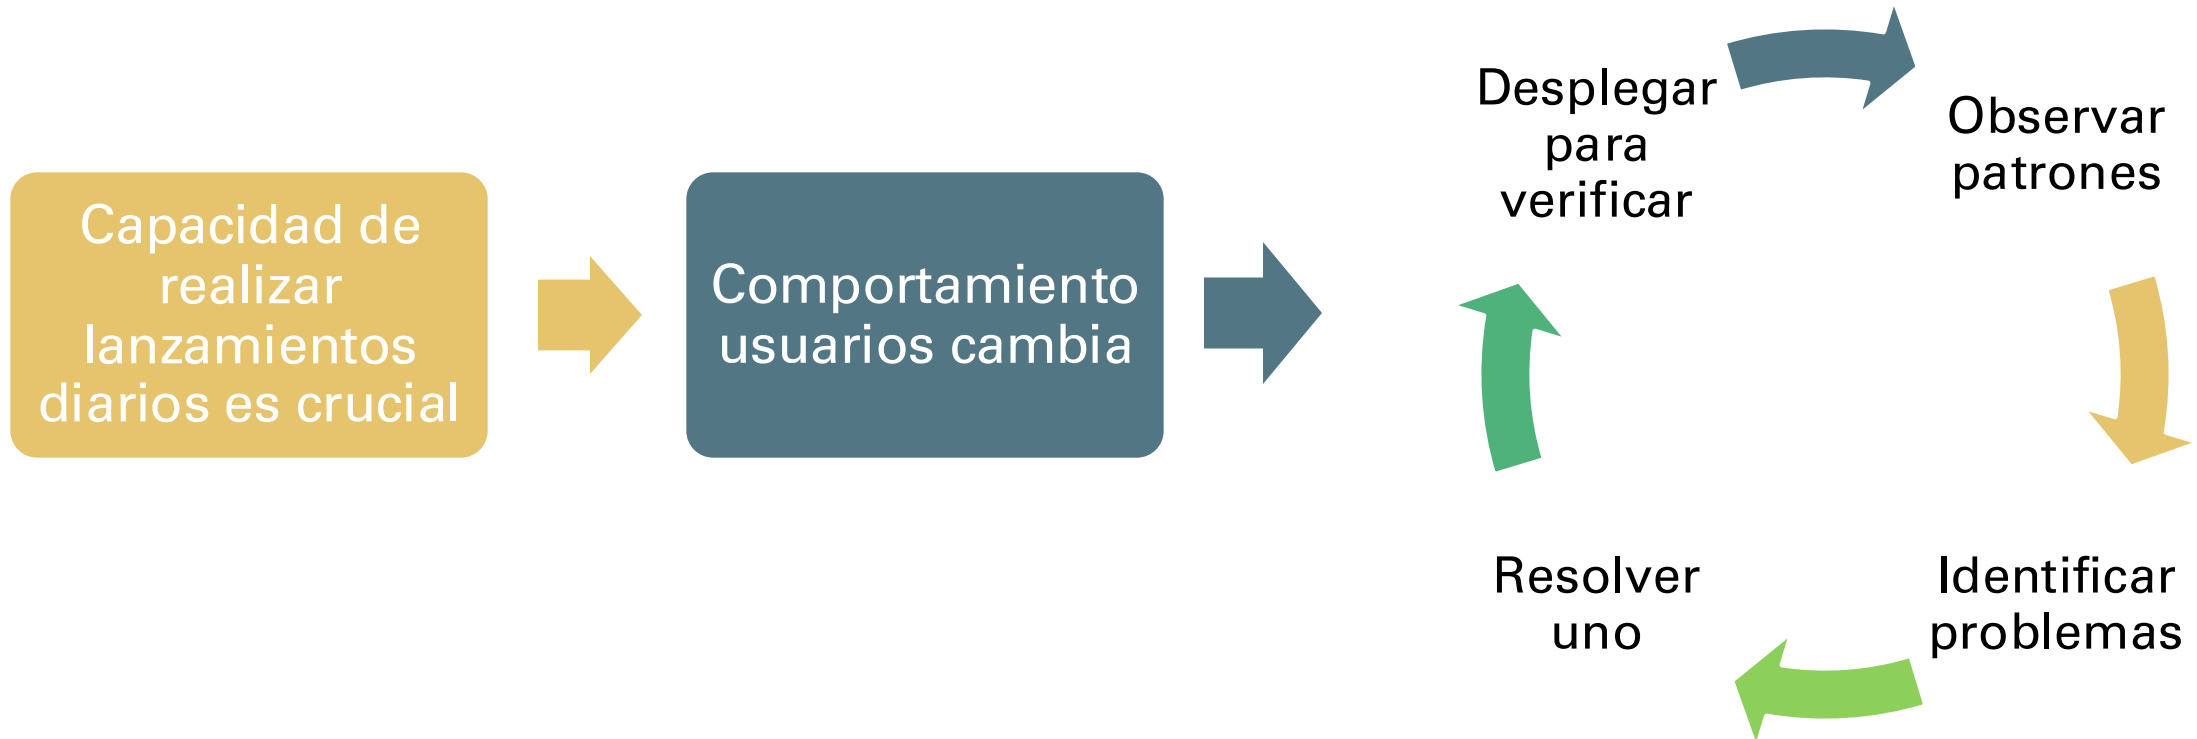 Capacidad de
realizar
lanzamientos
diarios es crucial
Comportamiento
usuarios cambia
Desplegar
para
verificar
Observar
patrones
Identificar
problemas
Resolver
uno